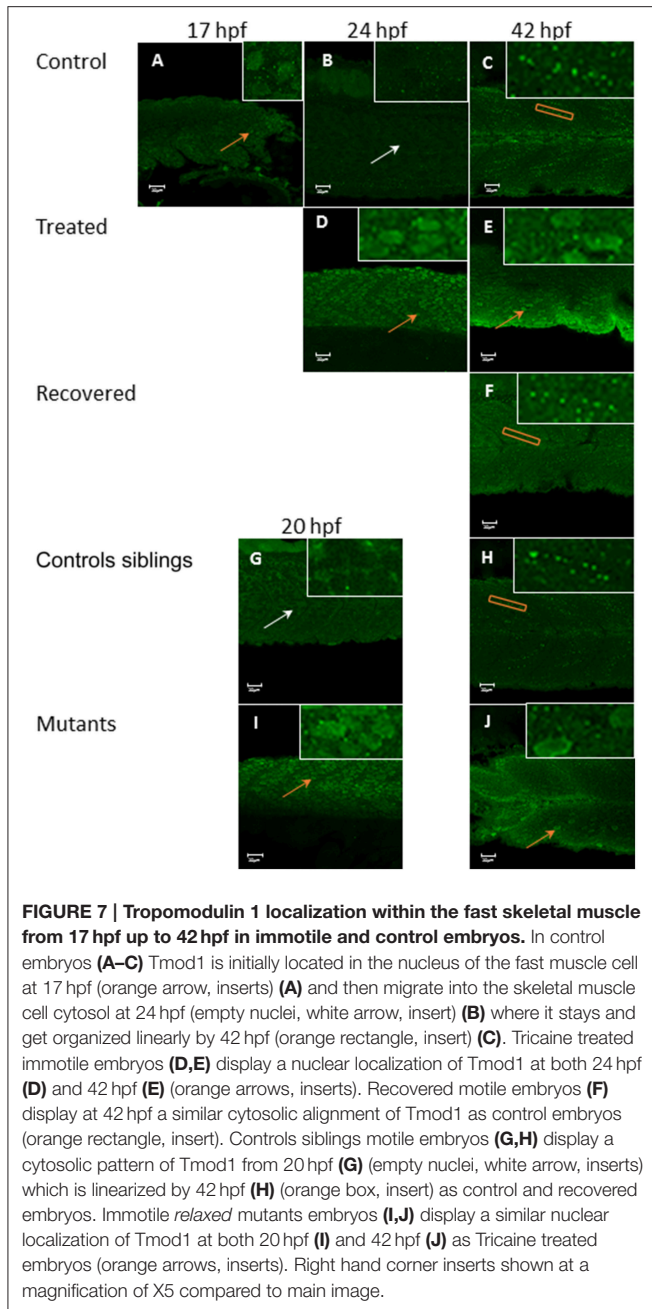 17 hpf 24 hpf 42 hpf
Control
A B C
Treated
D E
Recovered
F
20 hpf
Controls siblings
G H
Mutants
I J
FIGURE 7 | Tropomodulin 1 localization within the fast skeletal muscle
from 17 hpf up to 42 hpf in immotile and control embryos. In control
embryos (A–C) Tmod1 is initially located in the nucleus of the fast muscle cell
at 17 hpf (orange arrow, inserts) (A) and then migrate into the skeletal muscle
cell cytosol at 24 hpf (empty nuclei, white arrow, insert) (B) where it stays and
get organized linearly by 42 hpf (orange rectangle, insert) (C). Tricaine treated
immotile embryos (D,E) display a nuclear localization of Tmod1 at both 24 hpf
(D) and 42 hpf (E) (orange arrows, inserts). Recovered motile embryos (F)
display at 42 hpf a similar cytosolic alignment of Tmod1 as control embryos
(orange rectangle, insert). Controls siblings motile embryos (G,H) display a
cytosolic pattern of Tmod1 from 20 hpf (G) (empty nuclei, white arrow, inserts)
which is linearized by 42 hpf (H) (orange box, insert) as control and recovered
embryos. Immotile relaxed mutants embryos (I,J) display a similar nuclear
localization of Tmod1 at both 20 hpf (I) and 42 hpf (J) as Tricaine treated
embryos (orange arrows, inserts). Right hand corner inserts shown at a
magnification of X5 compared to main image.